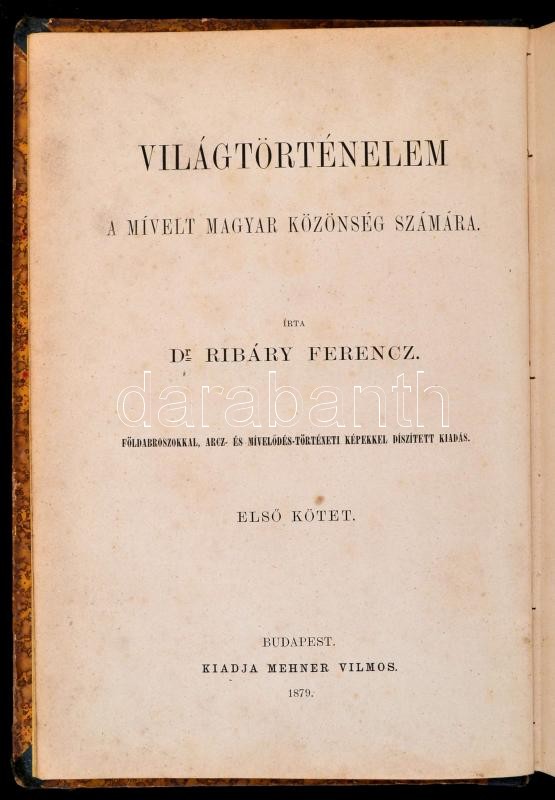 VILÁGTÖRTÉNELEM
A MÍVELT MAGYAR KÖZÖNSÉG SZÁMÁRA.
ÍRTA
Dr RIBÁRY FERENCZ.
darabanth
FÖLDABROSZOKKAL, ARCZ- ÉS MÍVELŐDÉS-TÖRTÉNETI KÉPEKKEL DÍSZÍTETT KIADÁS.
ELSŐ KÖTET.
BUDAPEST.
KIADJA MEHNER VILMOS.
1879.